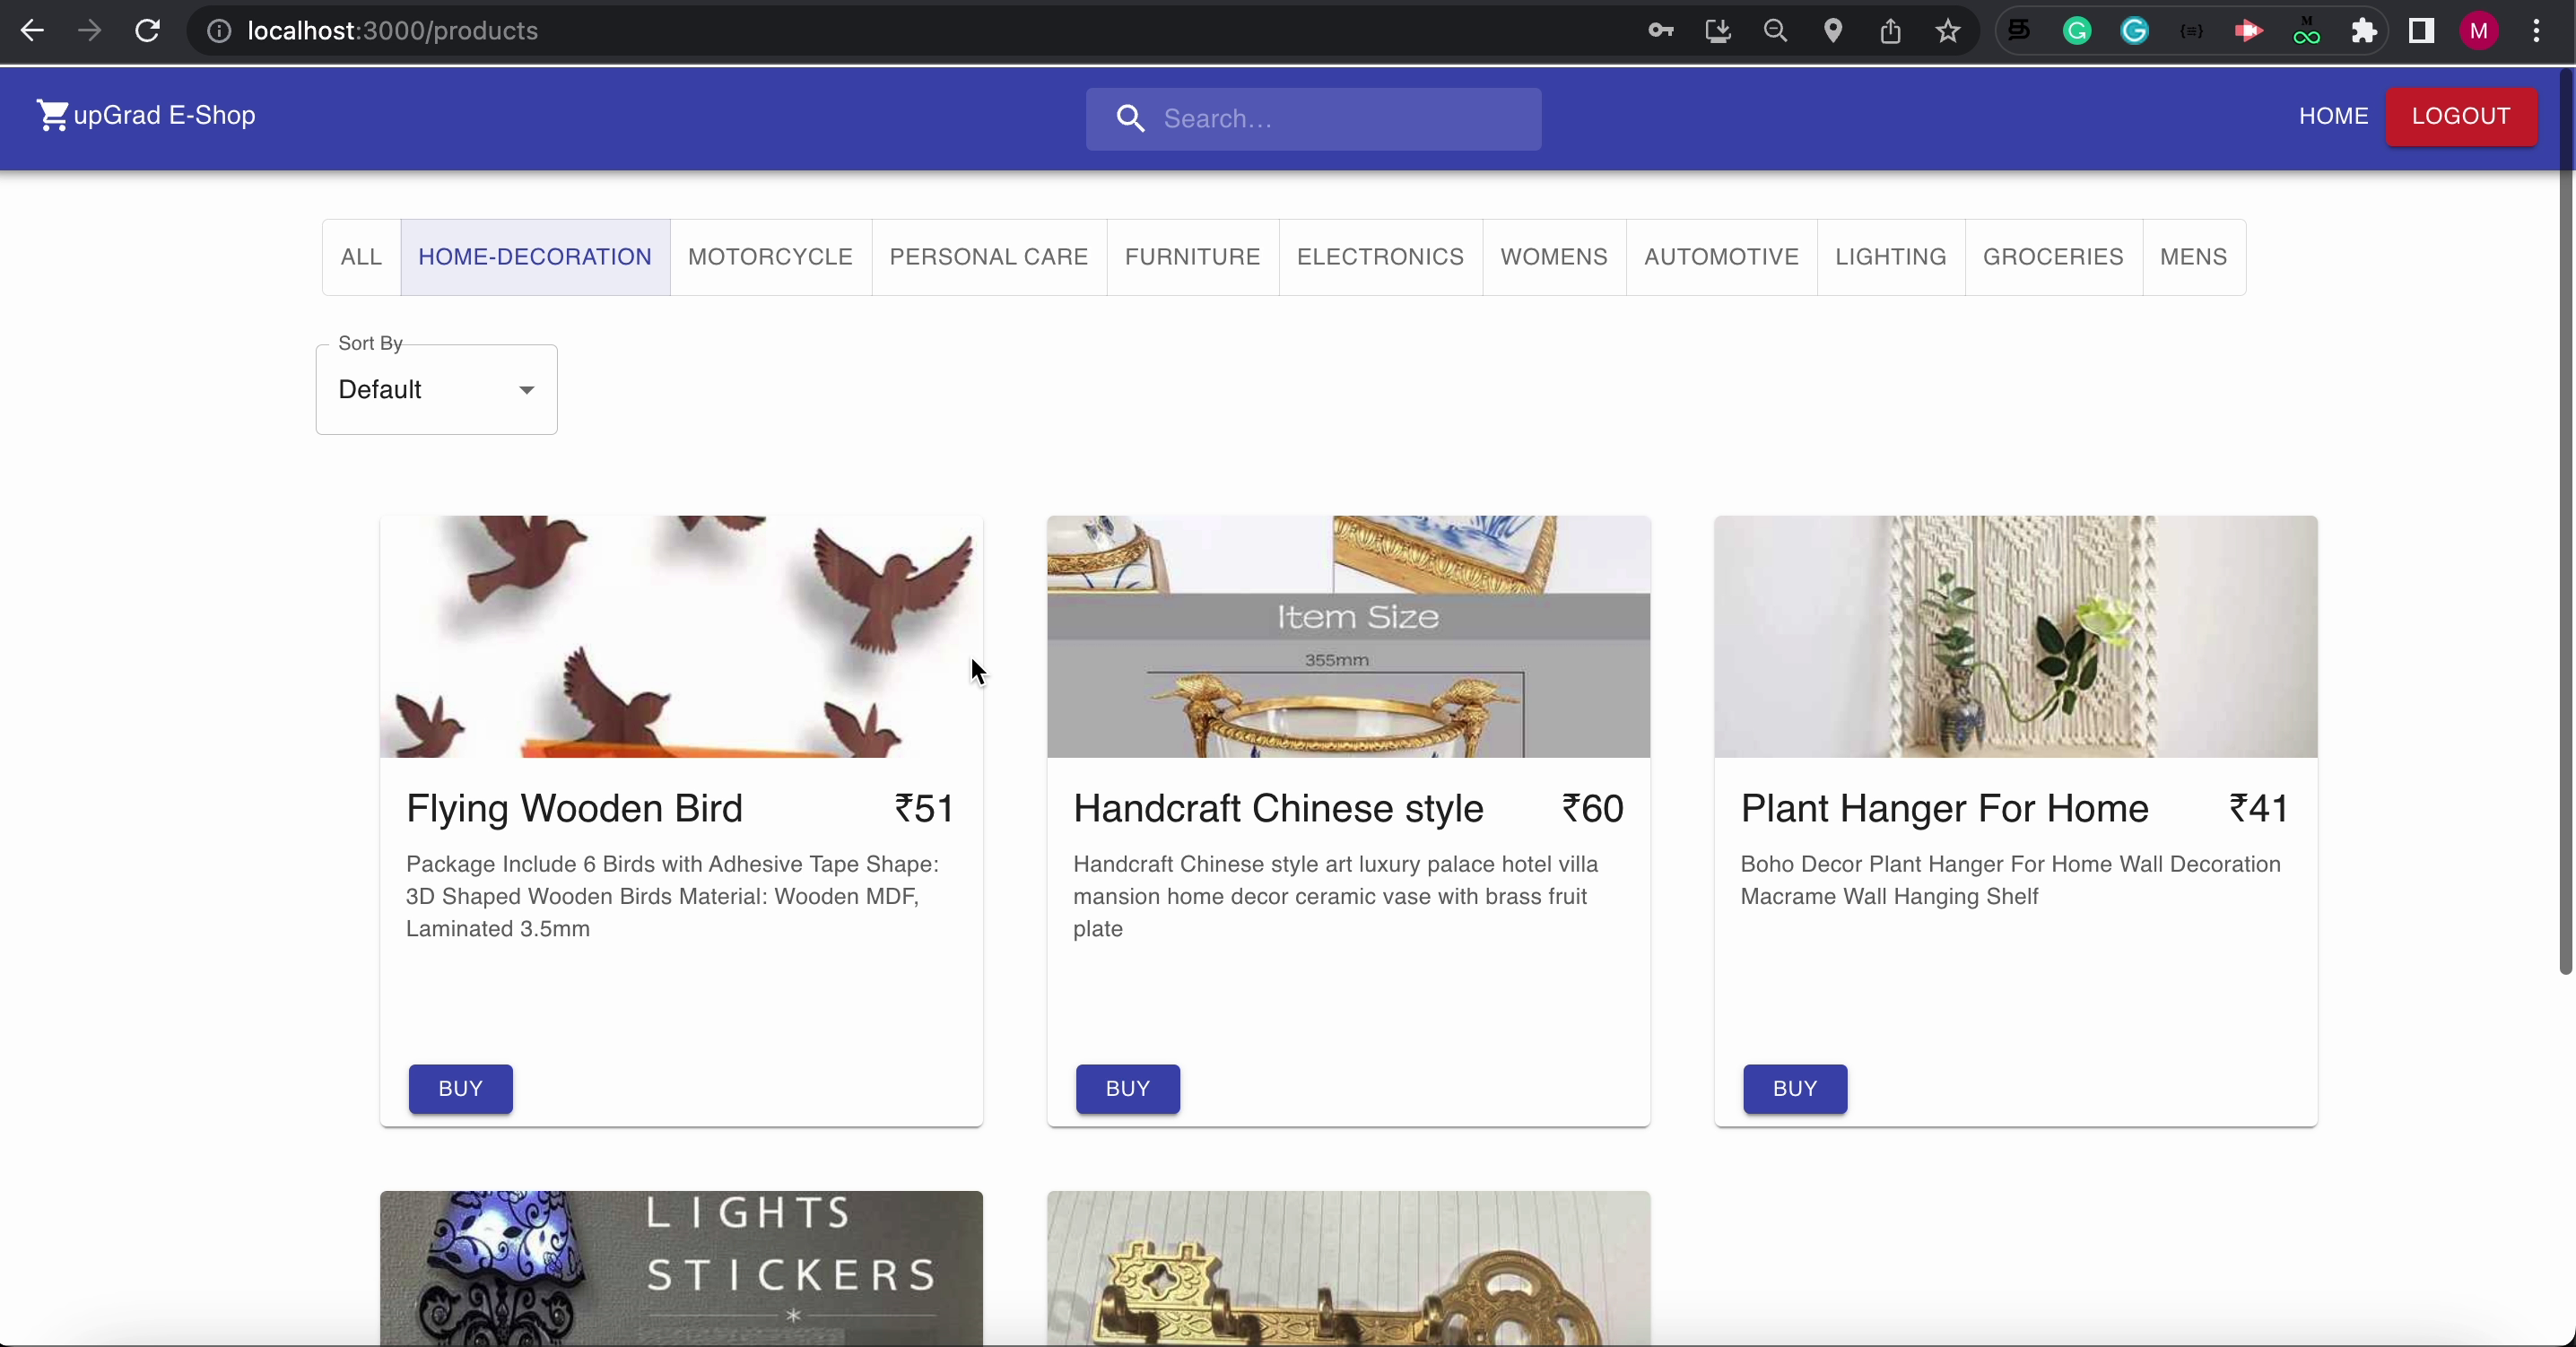 localhost:3000/products
M
M
upGrad E-Shop
Search…
HOME
LOGOUT
ALL
HOME-DECORATION
MOTORCYCLE
PERSONAL CARE
FURNITURE
ELECTRONICS
WOMENS
AUTOMOTIVE
LIGHTING
GROCERIES
MENS
Sort By
Default
Item Size
355mm
Flying Wooden Bird ₹51
Package Include 6 Birds with Adhesive Tape Shape:
3D Shaped Wooden Birds Material: Wooden MDF,
Laminated 3.5mm
BUY
Handcraft Chinese style ₹60
Handcraft Chinese style art luxury palace hotel villa
mansion home decor ceramic vase with brass fruit
plate
BUY
Plant Hanger For Home ₹41
Boho Decor Plant Hanger For Home Wall Decoration
Macrame Wall Hanging Shelf
BUY
LIGHTS
STICKERS